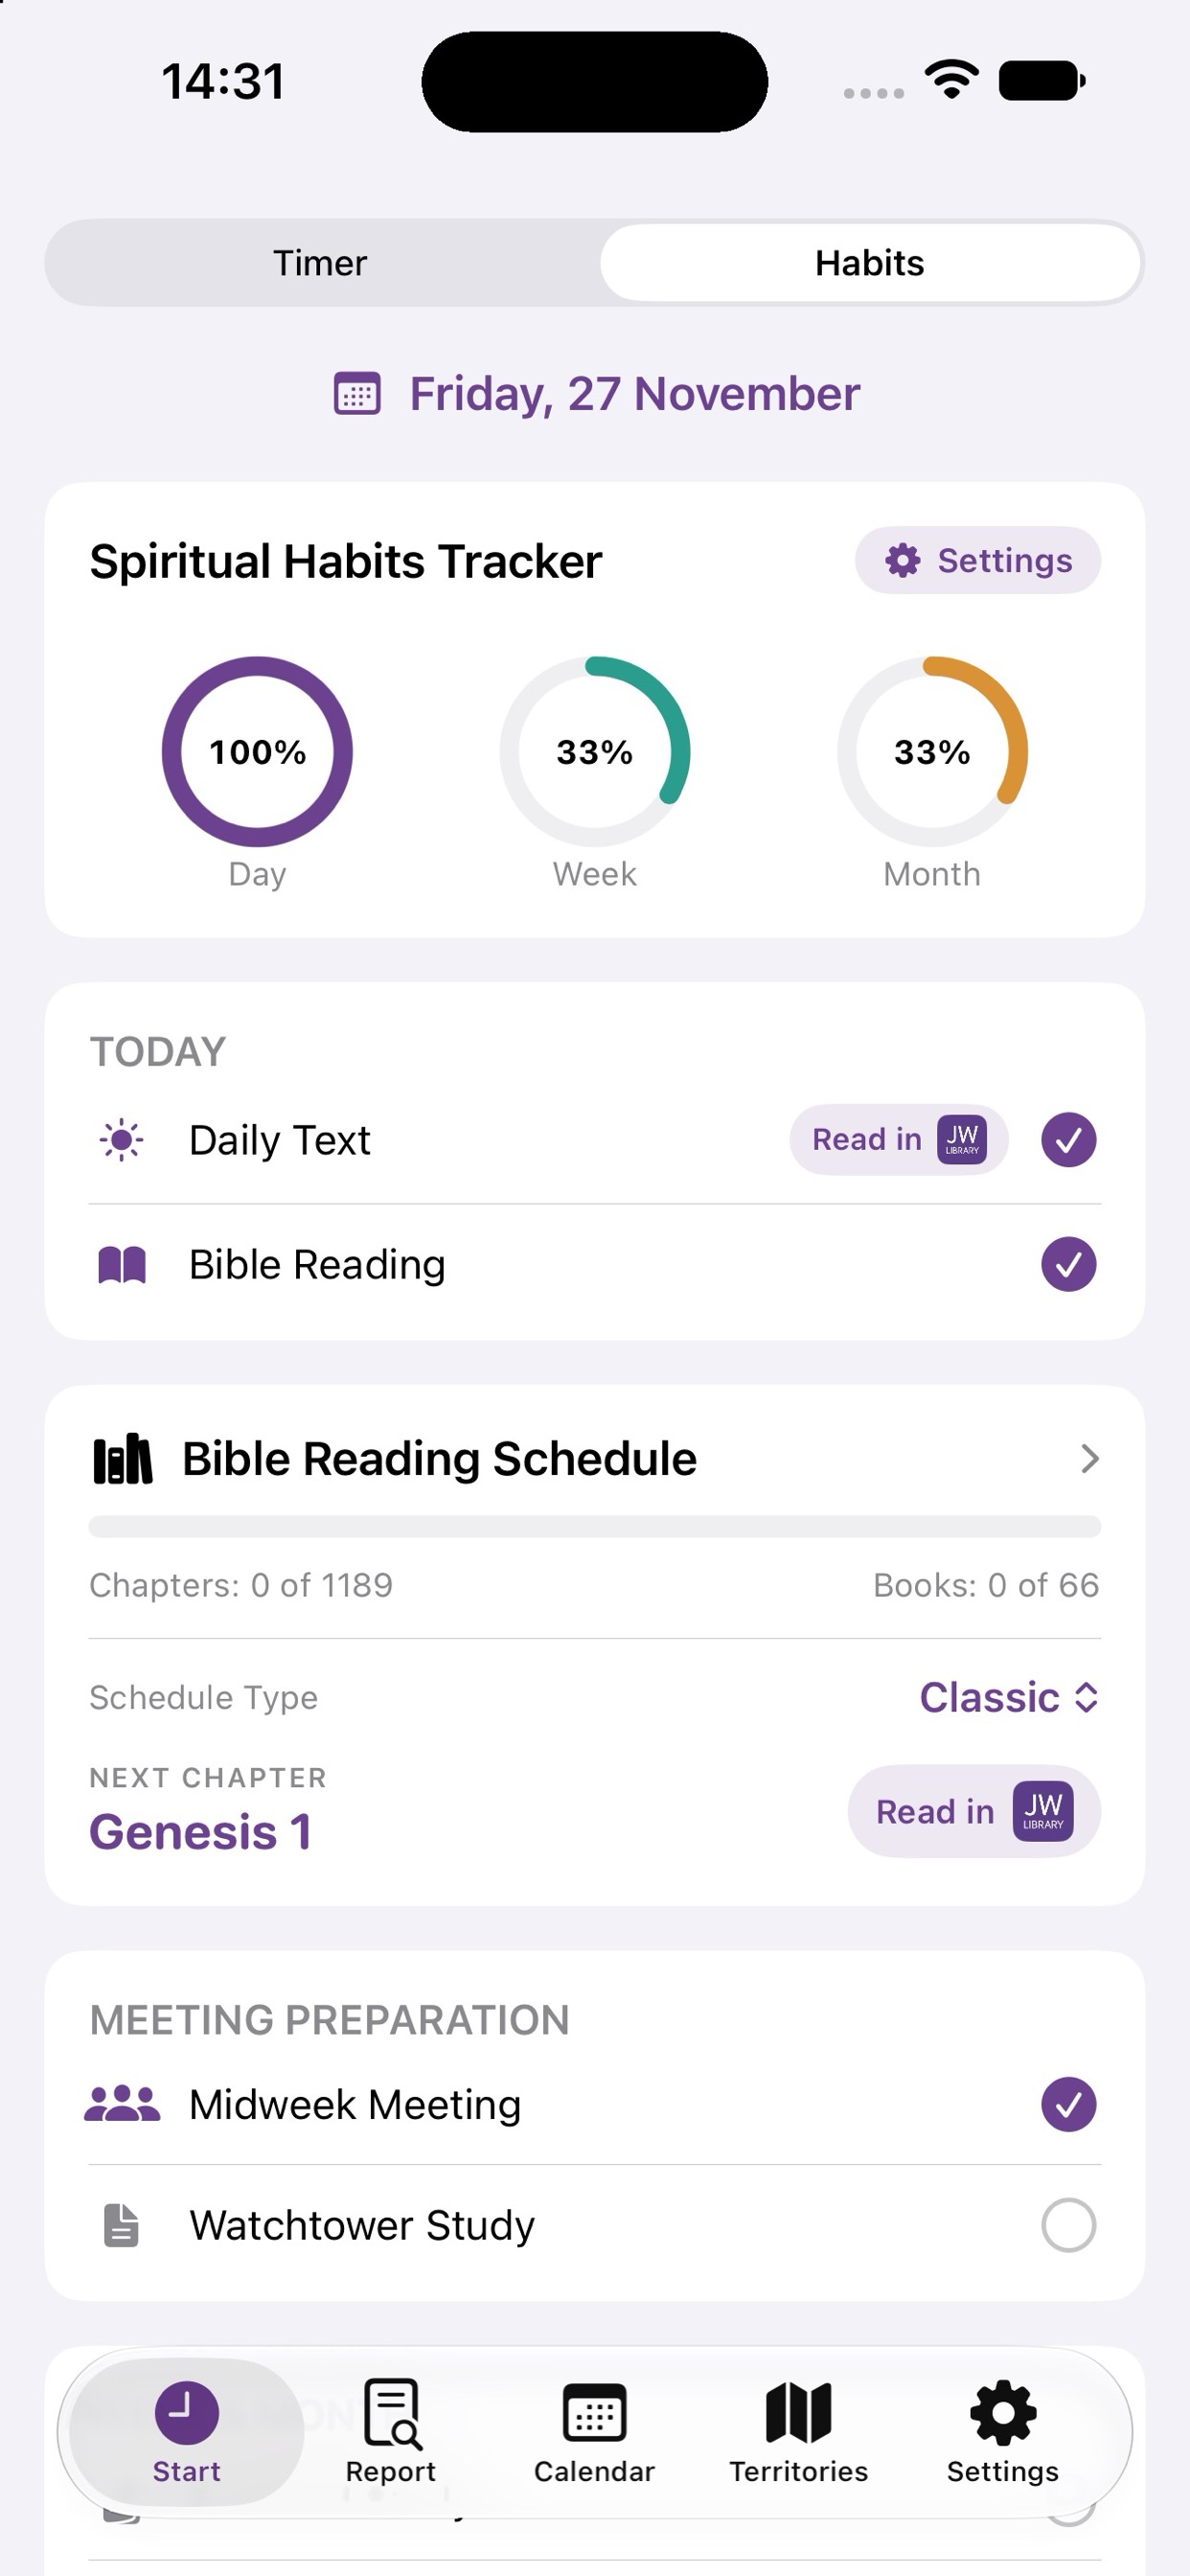 14:31
Timer
Habits
Friday, 27 November
Spiritual Habits Tracker
Settings
100%
33%
33%
Day
Week
Month
TODAY
Daily Text
Read in
JW
LIBRARY
Bible Reading
Bible Reading Schedule
Chapters: 0 of 1189
Books: 0 of 66
Schedule Type
Classic
NEXT CHAPTER
Genesis 1
Read in
JW
LIBRARY
MEETING PREPARATION
Midweek Meeting
Watchtower Study
Start
Report
Calendar
Territories
Settings